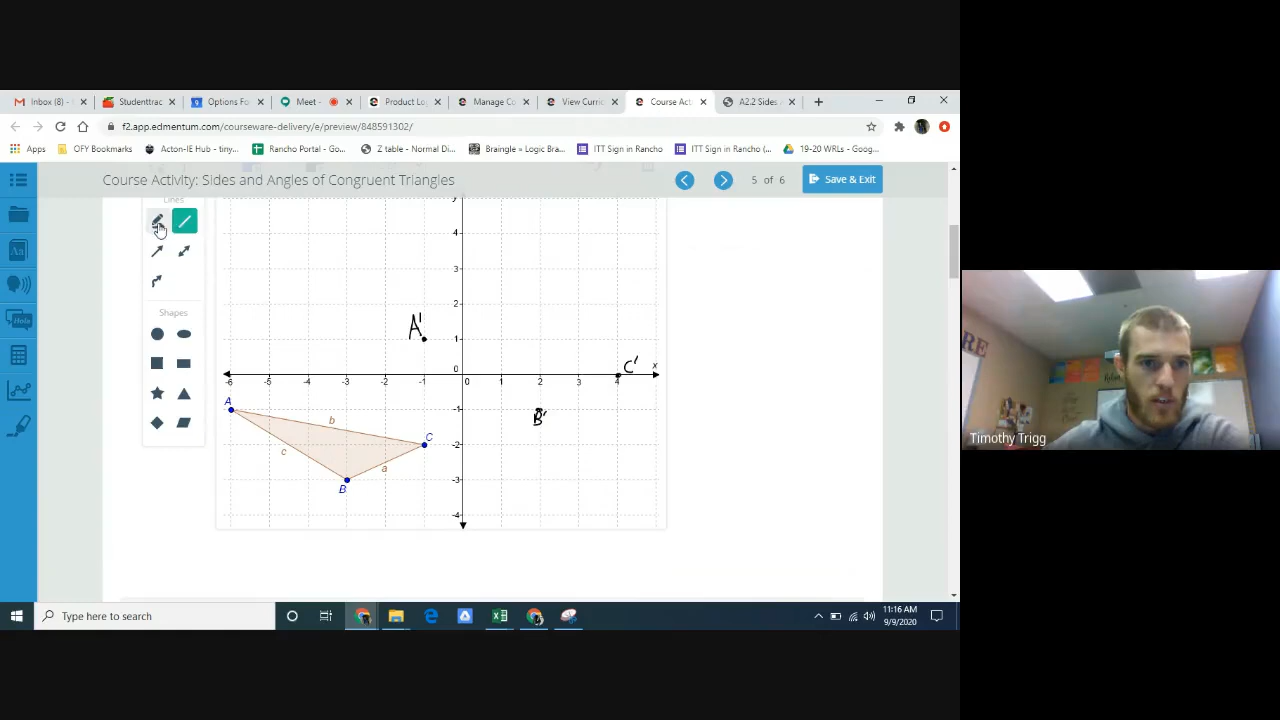 Inbox (8) -
Studenttrac
Options Fo
Meet -
Product Lo
Manage Co
View Curric
Course Act
A2.2 Sides
f2.app.edmentum.com/courseware-delivery/e/preview/848591302/
Apps
OFY Bookmarks
Acton-IE Hub - tiny...
Rancho Portal - Go...
Z table - Normal Di...
Braingle » Logic Bra...
ITT Sign in Rancho
ITT Sign in Rancho (...
19-20 WRLs - Goog...
Course Activity: Sides and Angles of Congruent Triangles
5 of 6
Save & Exit
Lines
Shapes
Aa
Hola
y
4
3
2
1
0
-1
-2
-3
-4
-6 -5 -4 -3 -2 -1 0 1 2 3 4
x
A'
C'
B'
A
b
c
C
a
B
RE
Timothy Trigg
Type here to search
11:16 AM
9/9/2020